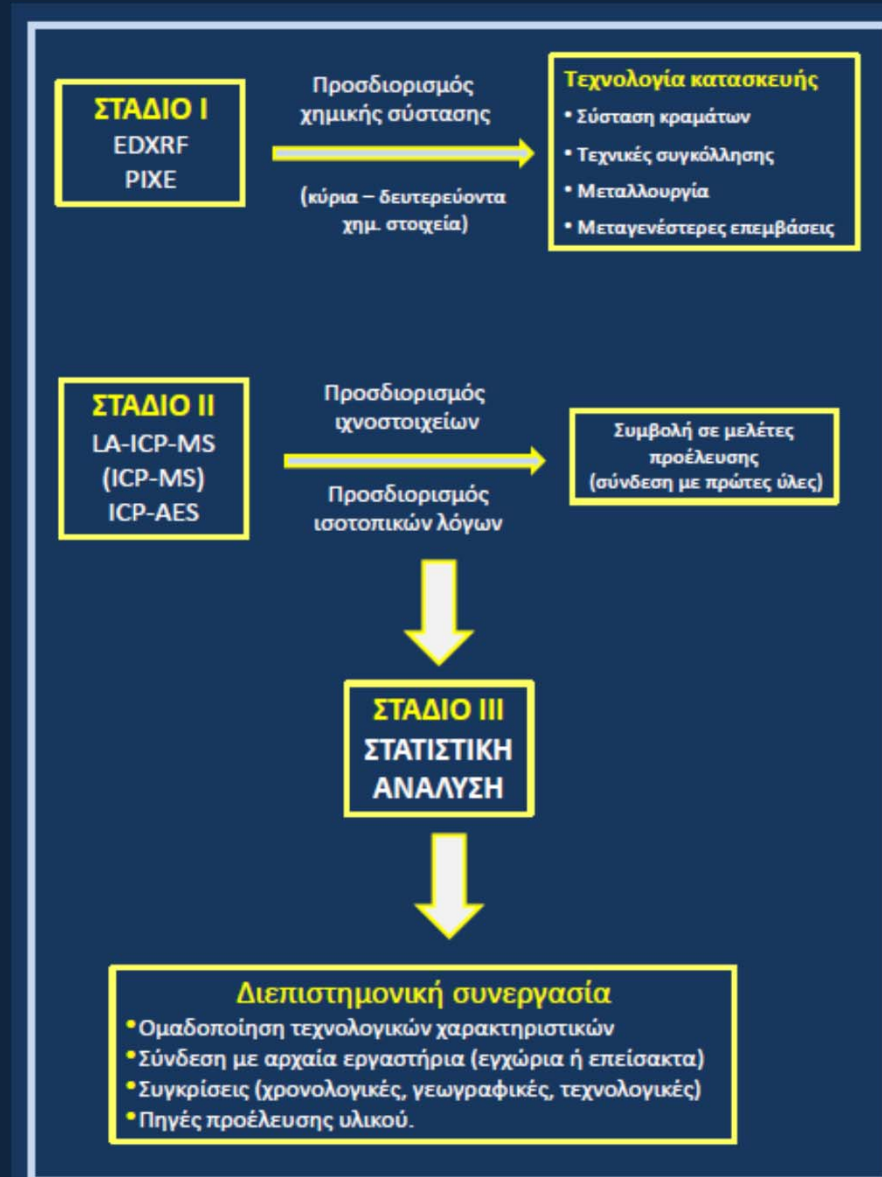 ΣΤΑΔΙΟ I
EDXRF
PIXE
Προσδιορισμός
χημικής σύστασης
(κύρια – δευτερεύοντα
χημ. στοιχεία)
Τεχνολογία κατασκευής
• Σύσταση κραμάτων
• Τεχνικές συγκόλλησης
• Μεταλλουργία
• Μεταγενέστερες επεμβάσεις
ΣΤΑΔΙΟ II
LA-ICP-MS
(ICP-MS)
ICP-AES
Προσδιορισμός
ιχνοστοιχείων
Προσδιορισμός
ισοτοπικών λόγων
Συμβολή σε μελέτες
προέλευσης
(σύνδεση με πρώτες ύλες)
ΣΤΑΔΙΟ III
ΣΤΑΤΙΣΤΙΚΗ
ΑΝΑΛΥΣΗ
Διεπιστημονική συνεργασία
• Ομαδοποίηση τεχνολογικών χαρακτηριστικών
• Σύνδεση με αρχαία εργαστήρια (εγχώρια ή επείσακτα)
• Συγκρίσεις (χρονολογικές, γεωγραφικές, τεχνολογικές)
• Πηγές προέλευσης υλικού.